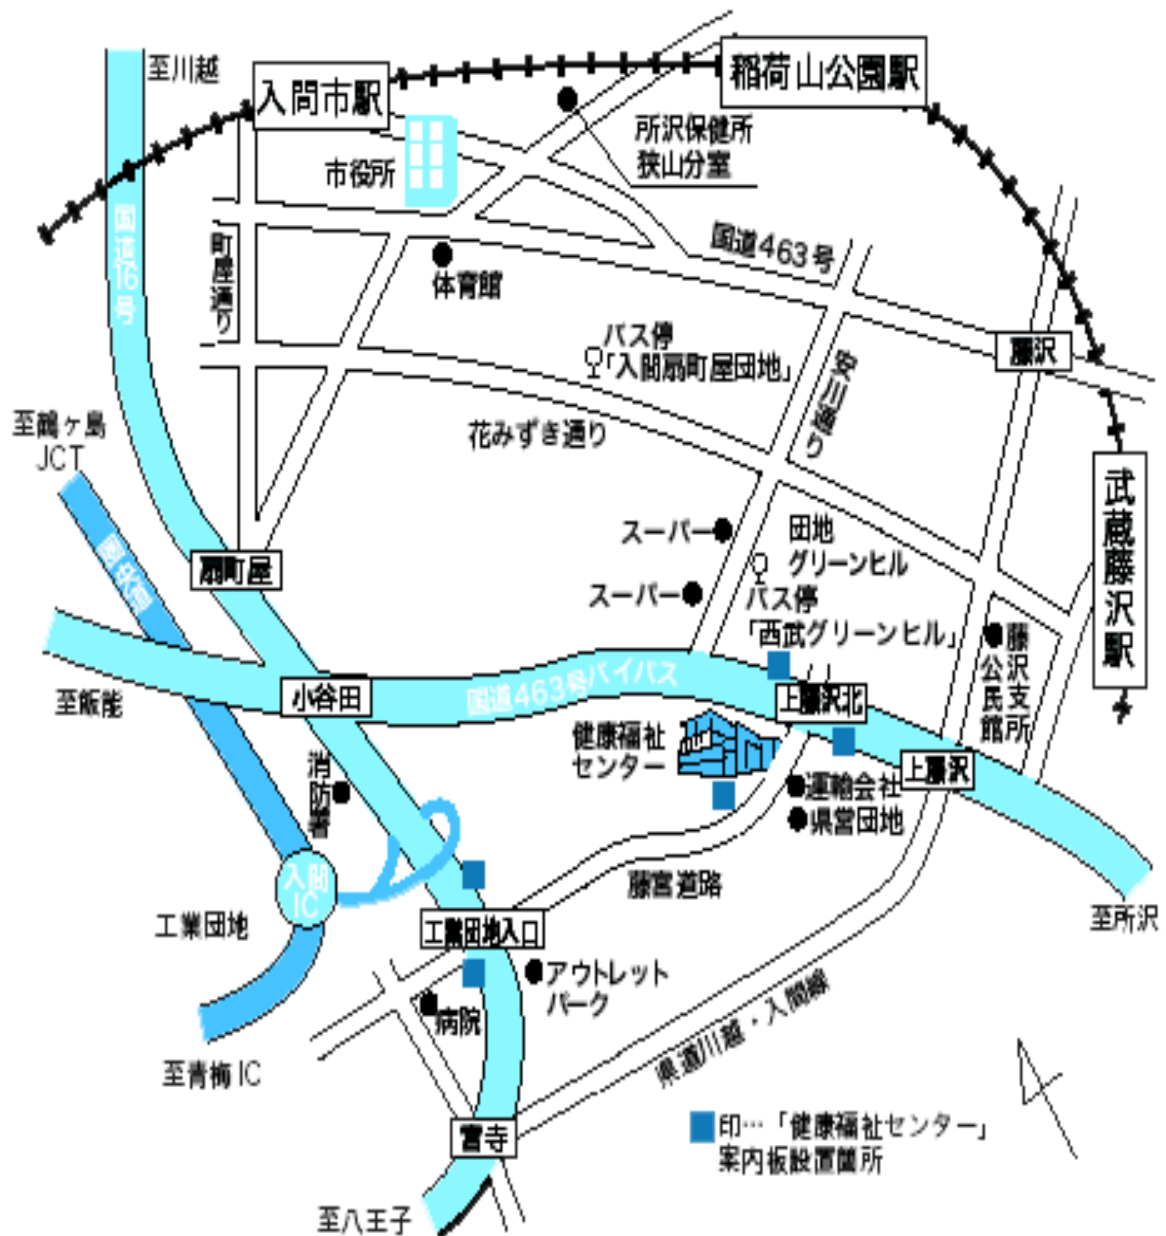 至川越
入間市駅
稲荷山公園駅
所沢保健所
狭山分室
市役所
国道16号
町屋通り
体育館
国道463号
バス停
「入間扇町屋団地」
藤沢
花みずき通り
至鶴ヶ島
JCT
圏央道
武蔵藤沢駅
スーパー
団地
グリーンヒル
スーパー
バス停
「西武グリーンヒル」
扇町屋
藤沢支所
公民館
小谷田
国道463号バイパス
上藤沢北
至飯能
健康福祉
センター
上藤沢
消防署
運輸会社
県営団地
入間
IC
藤宮道路
工業団地
工業団地入口
至所沢
アウトレット
パーク
病院
県道川越・入間線
至青梅IC
宮寺
印…「健康福祉センター」
案内板設置箇所
至八王子